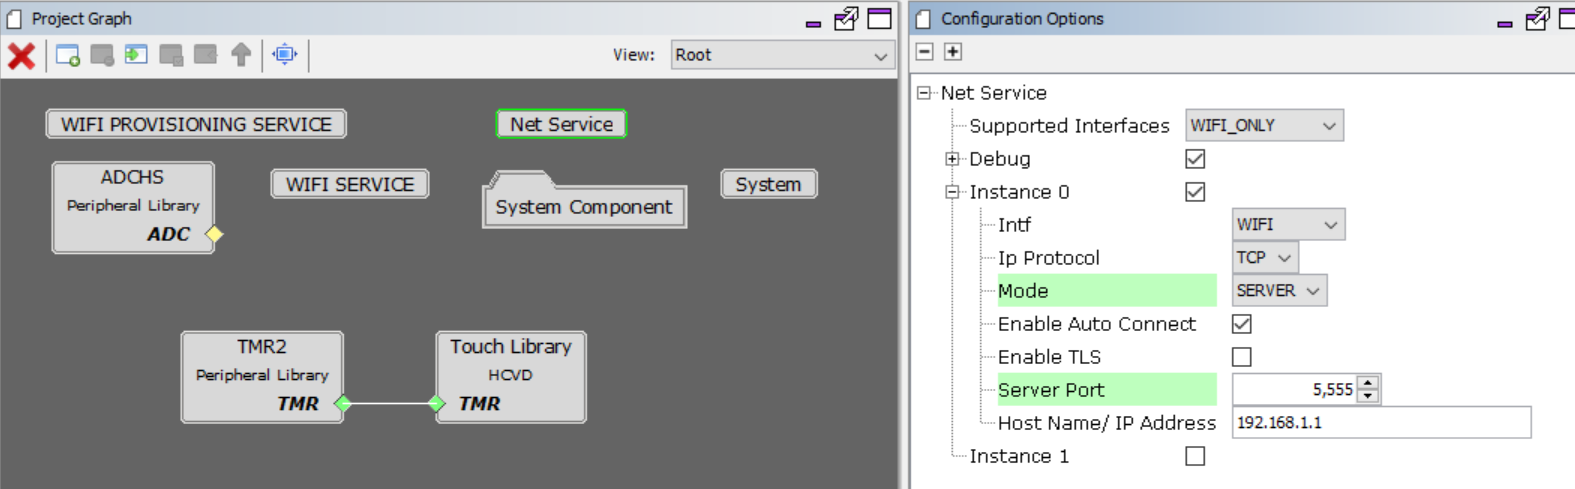 Project Graph
View: Root
WIFI PROVISIONING SERVICE
Net Service
ADCHS
Peripheral Library
ADC
WIFI SERVICE
System Component
System
TMR2
Peripheral Library
TMR
Touch Library
HCVD
TMR
Configuration Options
Net Service
Supported Interfaces WIFI_ONLY
Debug
Instance 0
Intf WIFI
Ip Protocol TCP
Mode SERVER
Enable Auto Connect
Enable TLS
Server Port 5,555
Host Name/ IP Address 192.168.1.1
Instance 1